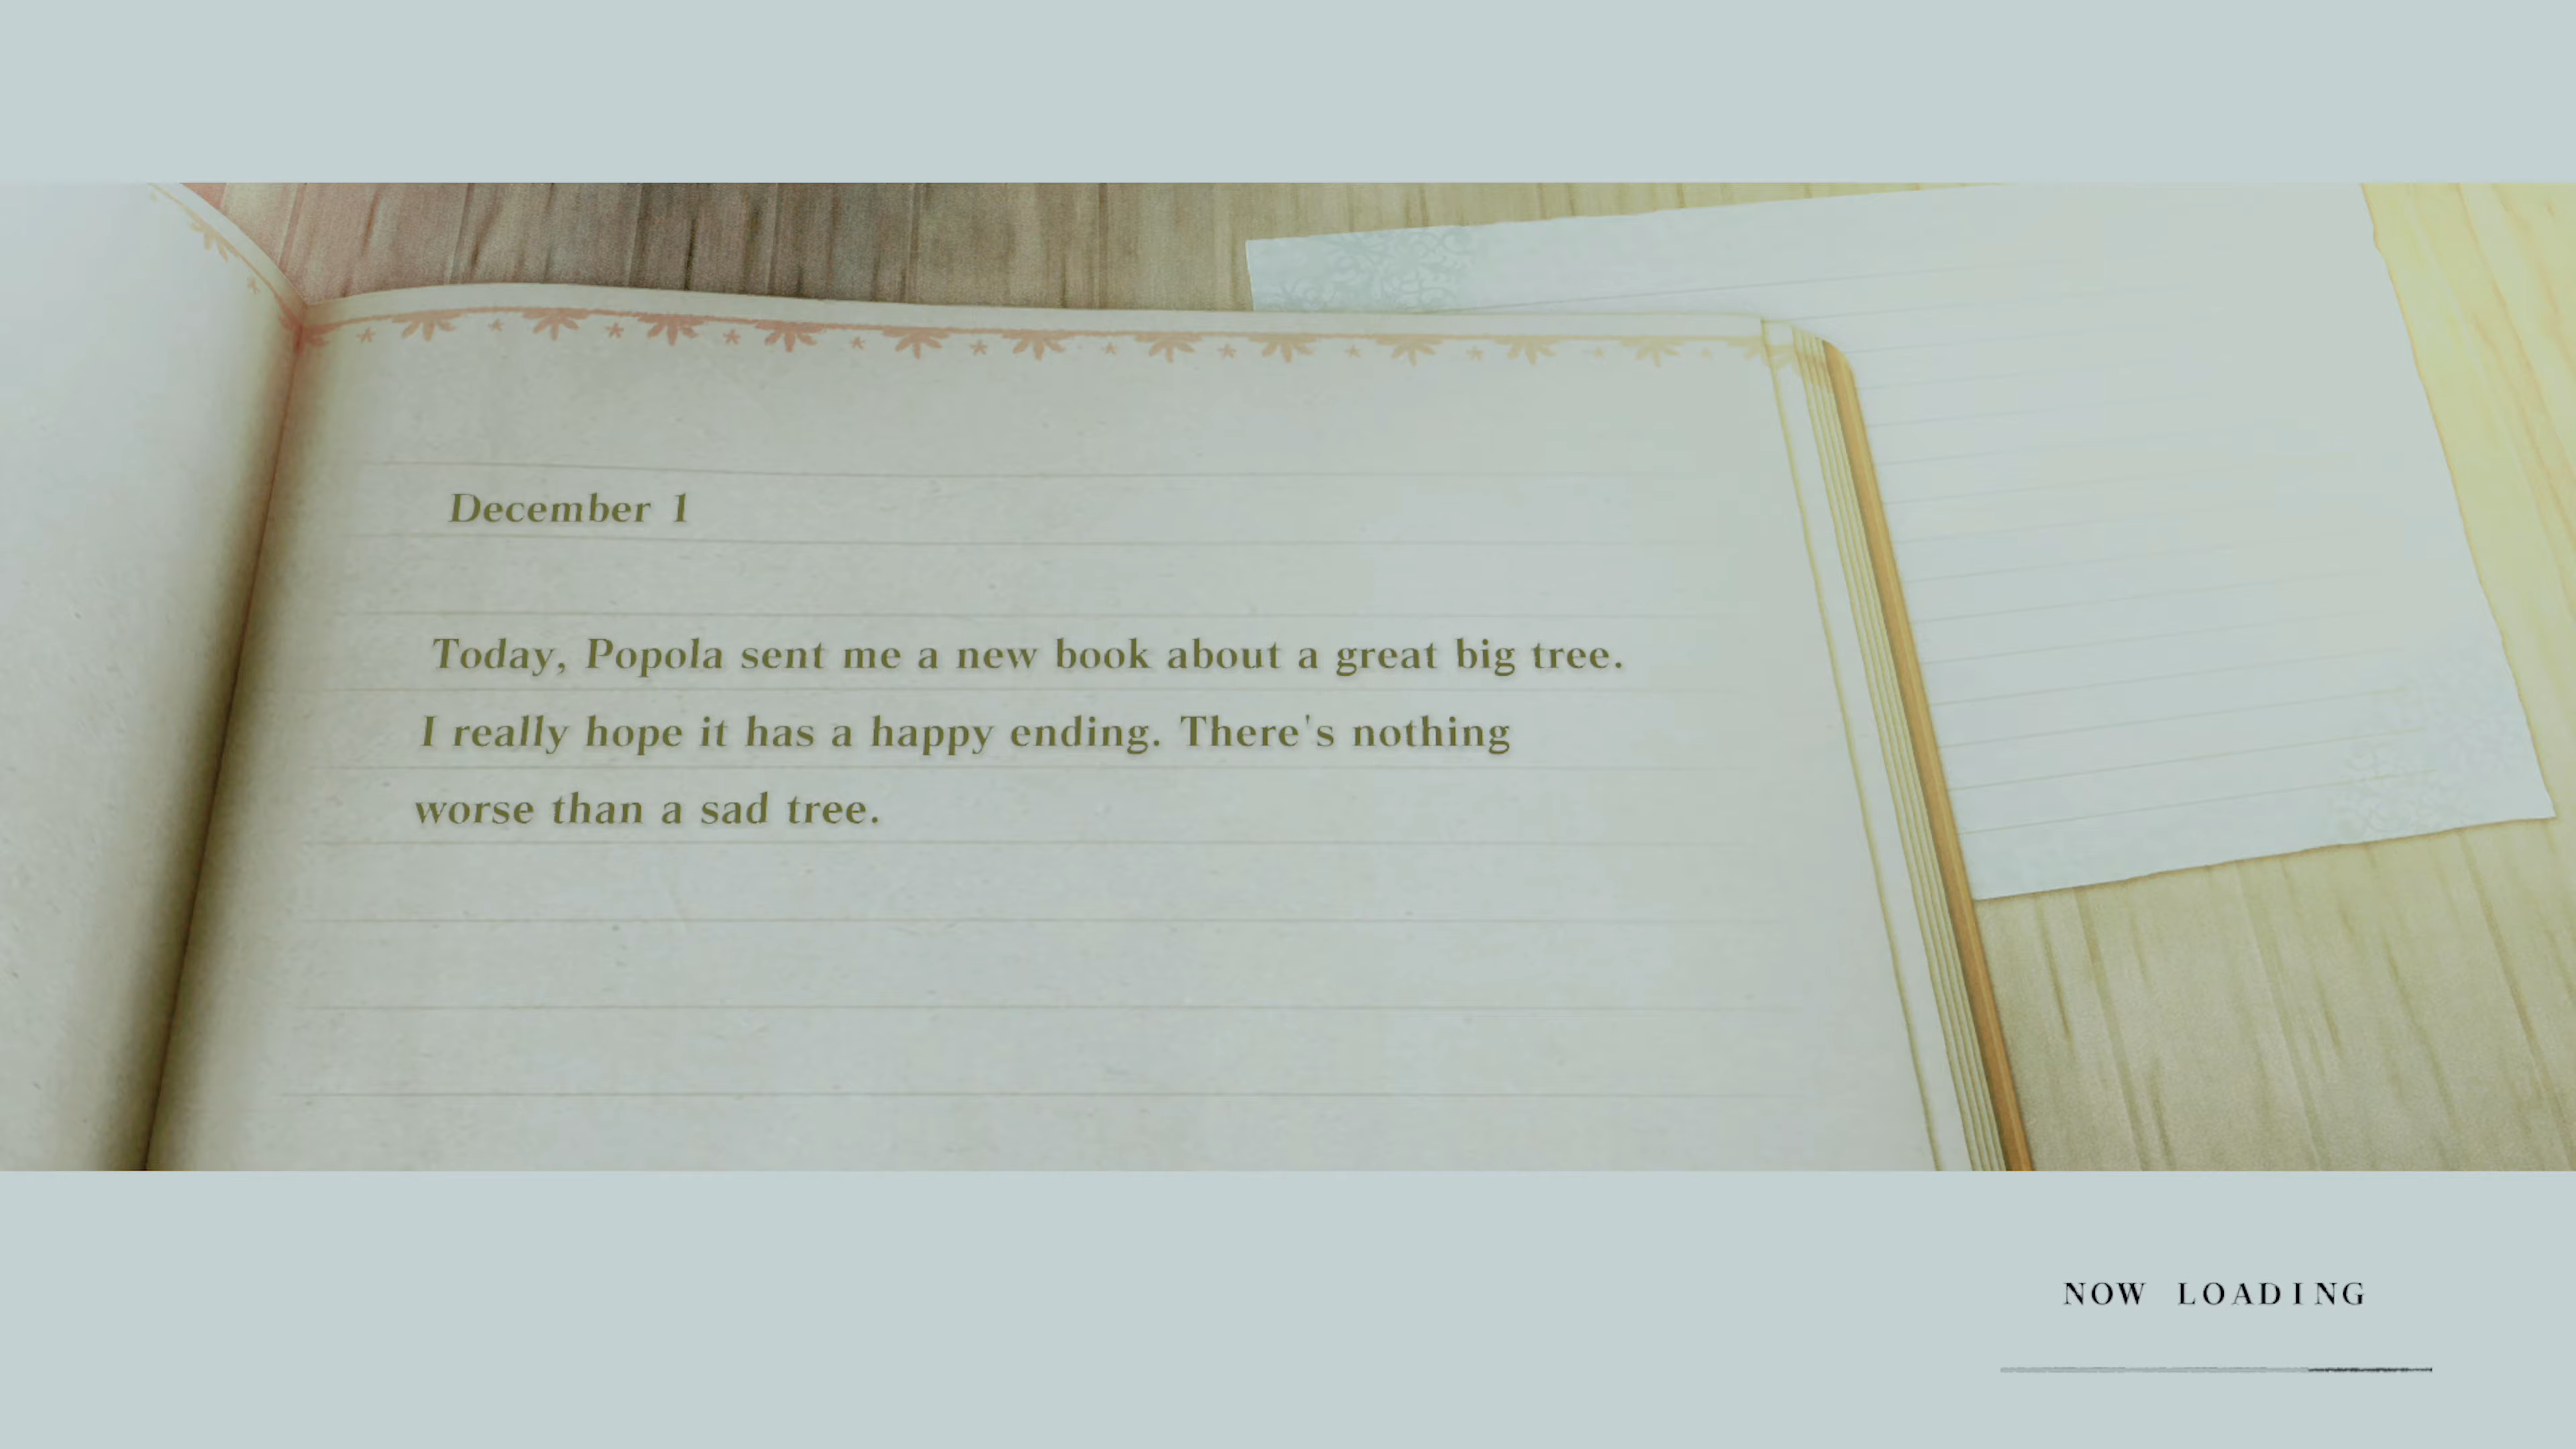 December 1
Today, Popola sent me a new book about a great big tree.
I really hope it has a happy ending. There's nothing
worse than a sad tree.
NOW LOADING